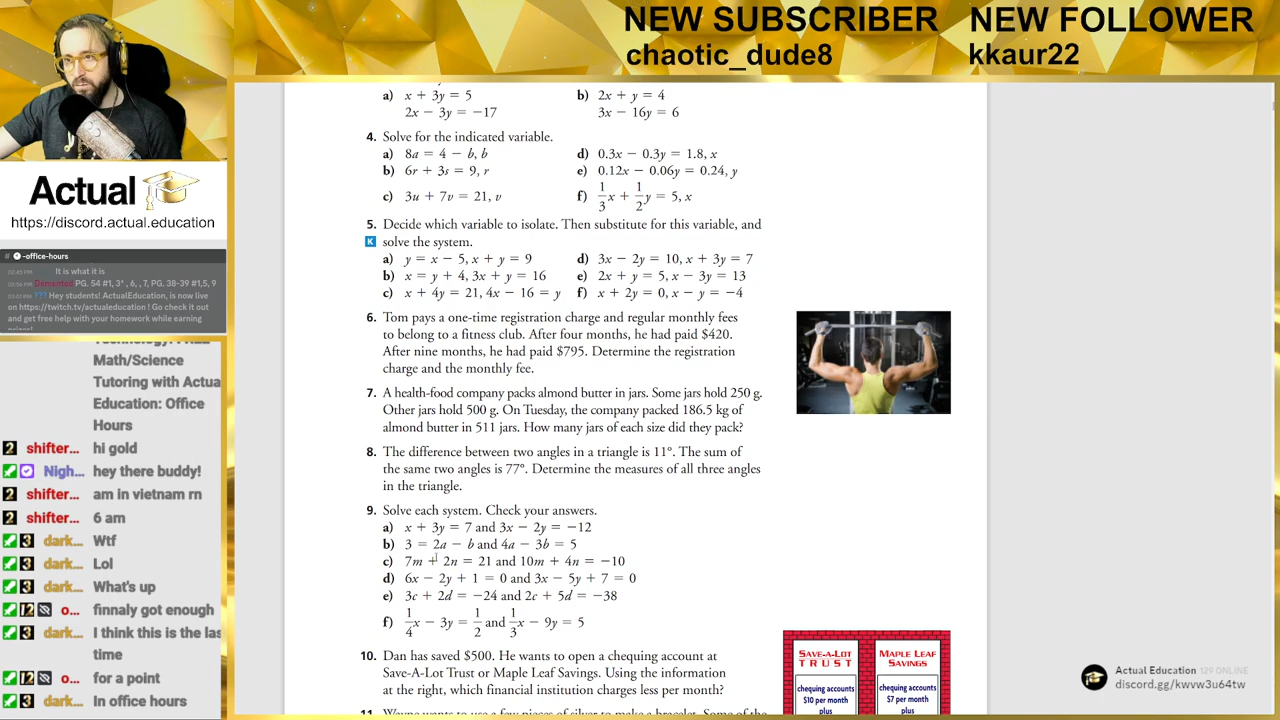 NEW SUBSCRIBER
chaotic_dude8
NEW FOLLOWER
kkaur22
Actual
https://discord.actual.education
# -office-hours
It is what it is
PG. 54 #1, 3*, 6, , 7, PG. 38-39 #1,5, 9
??? Hey students! ActualEducation, is now live
on https://twitch.tv/actualeducation ! Go check it out
and get free help with your homework while earning
Math/Science
Tutoring with Actua
Education: Office
Hours
2 shifter... hi gold
Nigh... hey there buddy!
2 shifter... am in vietnam rn
2 shifter... 6 am
3 dark... Wtf
3 dark... Lol
3 dark... What's up
12 o... finnaly got enough
3 dark... I think this is the las
time
12 o... for a point
3 dark... In office hours
a) x + 3y = 5
2x − 3y = −17
b) 2x + y = 4
3x − 16y = 6
4. Solve for the indicated variable.
a) 8a = 4 − b, b
d) 0.3x − 0.3y = 1.8, x
b) 6r + 3s = 9, r
e) 0.12x − 0.06y = 0.24, y
c) 3u + 7v = 21, v
f) 1/3x + 1/2y = 5, x
5. Decide which variable to isolate. Then substitute for this variable, and
K solve the system.
a) y = x − 5, x + y = 9
d) 3x − 2y = 10, x + 3y = 7
b) x = y + 4, 3x + y = 16
e) 2x + y = 5, x − 3y = 13
c) x + 4y = 21, 4x − 16 = y
f) x + 2y = 0, x − y = −4
6. Tom pays a one-time registration charge and regular monthly fees
to belong to a fitness club. After four months, he had paid $420.
After nine months, he had paid $795. Determine the registration
charge and the monthly fee.
7. A health-food company packs almond butter in jars. Some jars hold 250 g.
Other jars hold 500 g. On Tuesday, the company packed 186.5 kg of
almond butter in 511 jars. How many jars of each size did they pack?
8. The difference between two angles in a triangle is 11°. The sum of
the same two angles is 77°. Determine the measures of all three angles
in the triangle.
9. Solve each system. Check your answers.
a) x + 3y = 7 and 3x − 2y = −12
b) 3 = 2a − b and 4a − 3b = 5
c) 7m + 2n = 21 and 10m + 4n = −10
d) 6x − 2y + 1 = 0 and 3x − 5y + 7 = 0
e) 3c + 2d = −24 and 2c + 5d = −38
f) 1/4x − 3y = 1/2 and 1/3x − 9y = 5
10. Dan has saved $500. He wants to open a chequing account at
Save-A-Lot Trust or Maple Leaf Savings. Using the information
at the right, which financial institution charges less per month?
SAVE-A-LOT
TRUST
chequing accounts
$10 per month
plus
MAPLE LEAF
SAVINGS
chequing accounts
$7 per month
plus
Actual Education 129 ONLINE
discord.gg/kwvw3u64tw